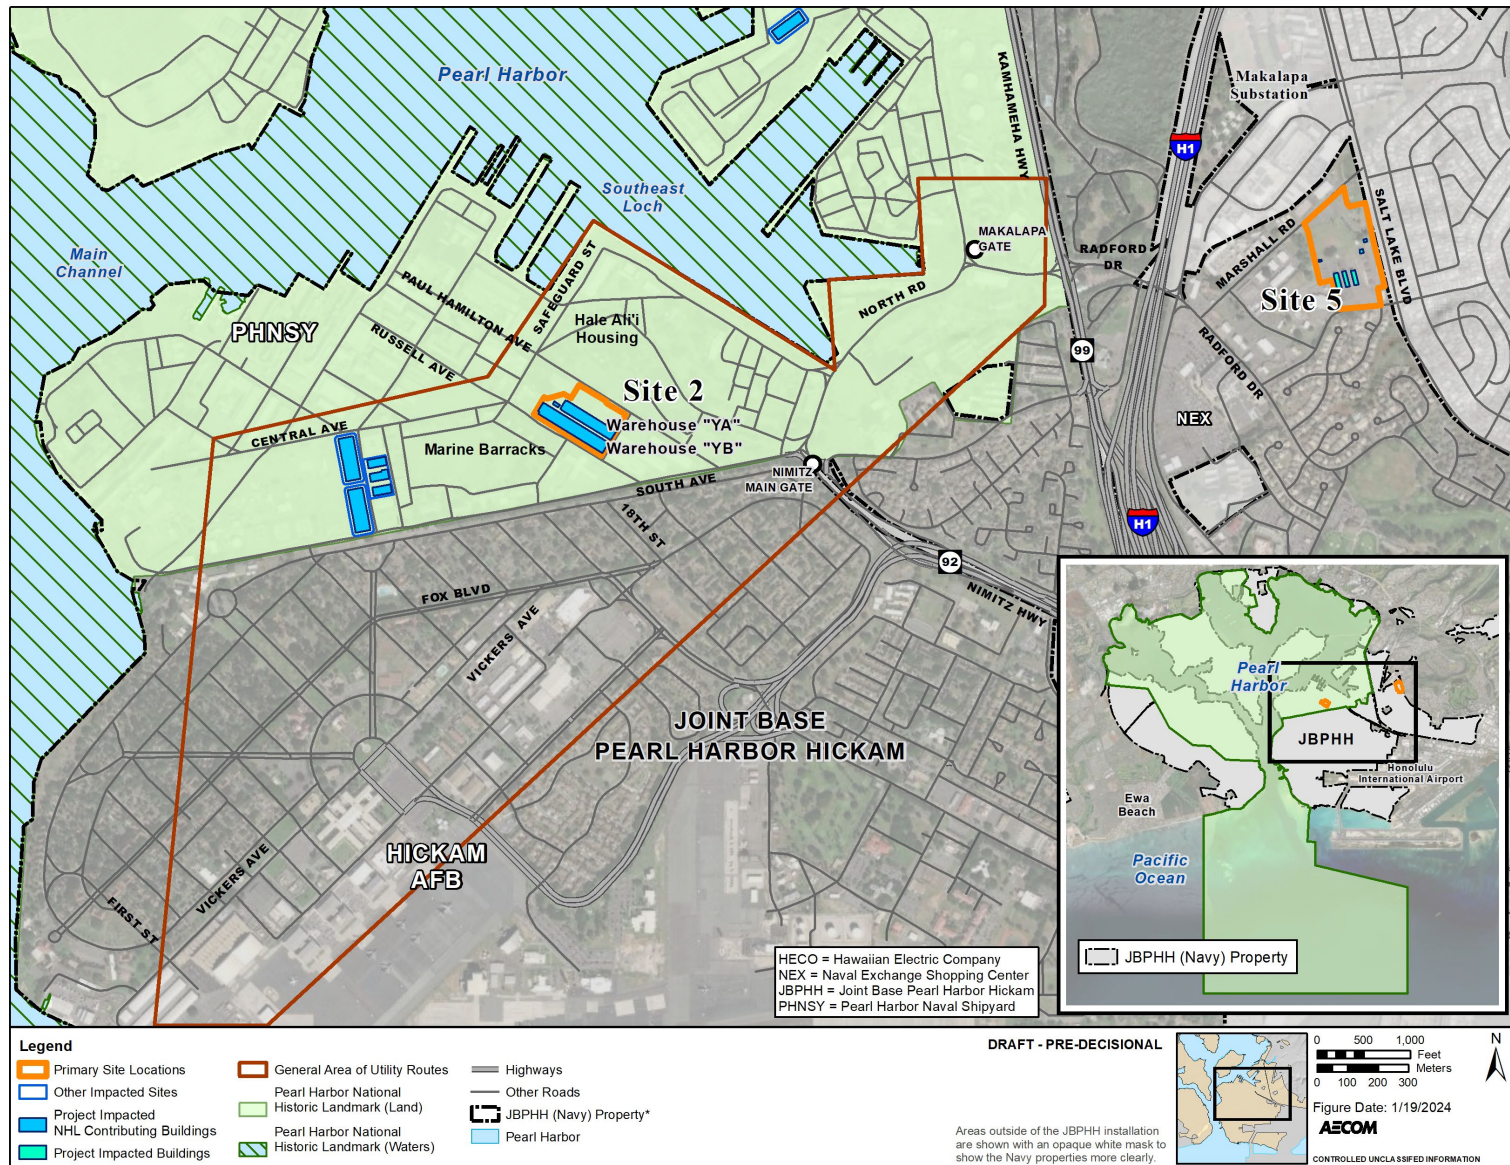 Pearl Harbor
Makalapa
Substation
KAMHAMEHA HWY
H1
Southeast
Loch
SALT LAKE BLVD
Main
Channel
MAKALAPA
GATE
RADFORD
DR
MARSHALL RD
SAFEGUARD ST
PAUL HAMILTON AVE
NORTH RD
Site 5
PHNSY
Hale Ali'i
Housing
RUSSELL AVE
99
RADFORD DR
Site 2
NEX
Warehouse "YA"
Warehouse "YB"
CENTRAL AVE
Marine Barracks
NIMITZ
MAIN GATE
SOUTH AVE
18TH ST
H1
92
NIMITZ HWY
FOX BLVD
VICKERS AVE
JOINT BASE
PEARL HARBOR HICKAM
HICKAM
AFB
VICKERS AVE
FIRST ST
Pearl
Harbor
JBPHH
Honolulu
International Airport
Ewa
Beach
Pacific
Ocean
JBPHH (Navy) Property
HECO = Hawaiian Electric Company
NEX = Naval Exchange Shopping Center
JBPHH = Joint Base Pearl Harbor Hickam
PHNSY = Pearl Harbor Naval Shipyard
Legend
Primary Site Locations
Other Impacted Sites
Project Impacted
NHL Contributing Buildings
Project Impacted Buildings
General Area of Utility Routes
Pearl Harbor National
Historic Landmark (Land)
Pearl Harbor National
Historic Landmark (Waters)
Highways
Other Roads
JBPHH (Navy) Property*
Pearl Harbor
DRAFT - PRE-DECISIONAL
Areas outside of the JBPHH installation
are shown with an opaque white mask to
show the Navy properties more clearly.
0 500 1,000
Feet
Meters
0 100 200 300
N
Figure Date: 1/19/2024
AECOM
CONTROLLED UNCLASSIFED INFORMATION